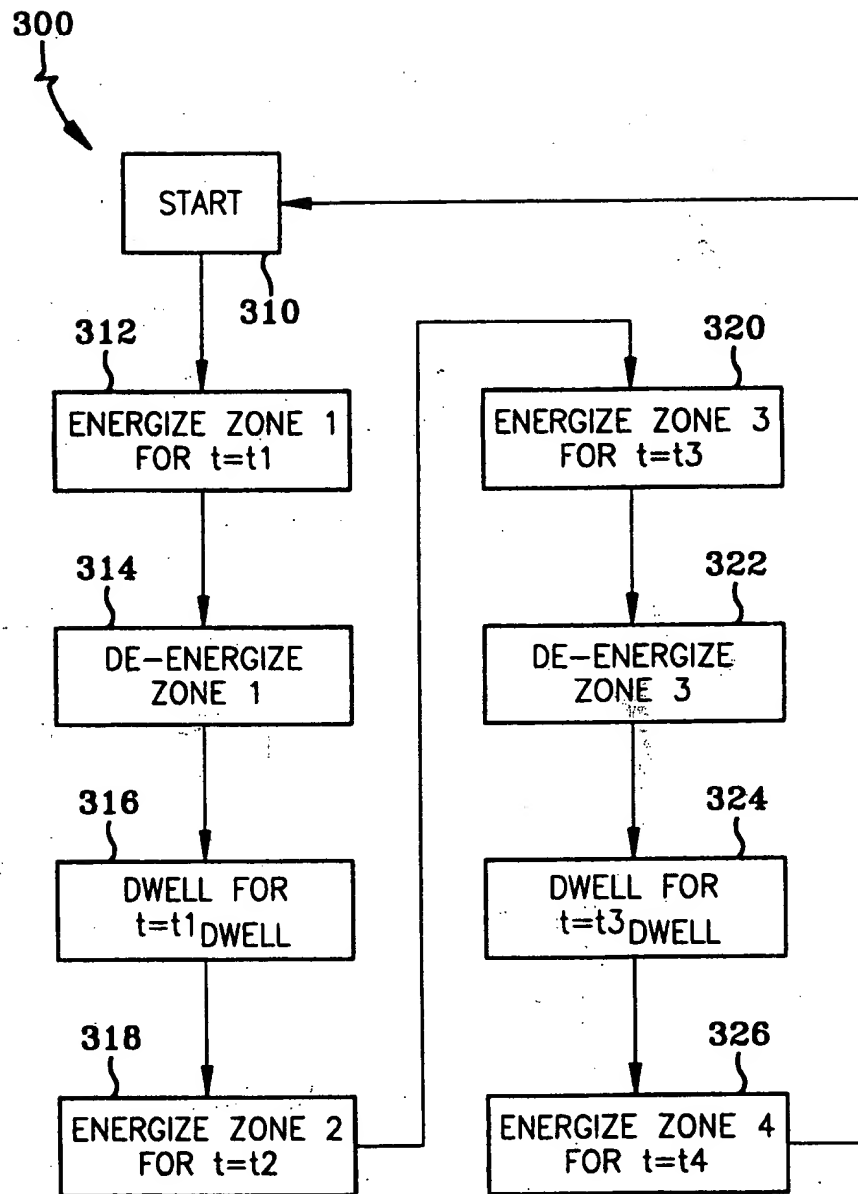 300
START
310
312
ENERGIZE ZONE 1
FOR t=t1
314
DE-ENERGIZE
ZONE 1
316
DWELL FOR
t=t1DWELL
318
ENERGIZE ZONE 2
FOR t=t2
320
ENERGIZE ZONE 3
FOR t=t3
322
DE-ENERGIZE
ZONE 3
324
DWELL FOR
t=t3DWELL
326
ENERGIZE ZONE 4
FOR t=t4